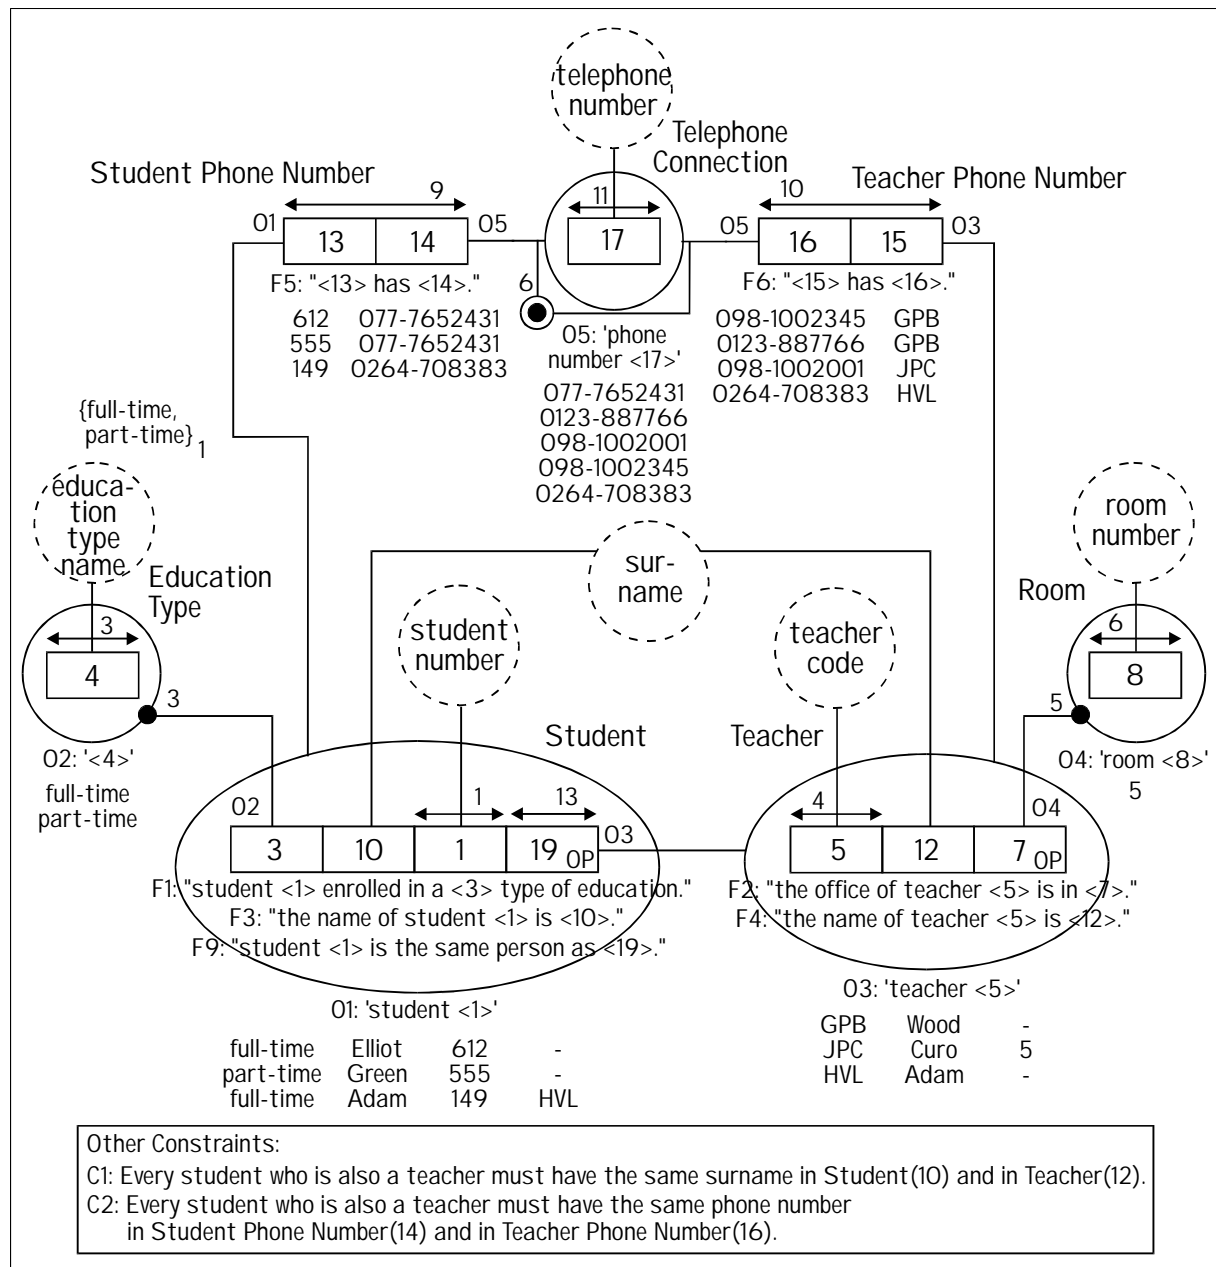 telephone
number
Telephone
Connection
Student Phone Number
Teacher Phone Number
9
11
10
O1
13
14
O5
17
O5
16
15
O3
F5: "<13> has <14>."
6
F6: "<15> has <16>."
612 077-7652431
555 077-7652431
149 0264-708383
O5: 'phone
number <17>'
098-1002345 GPB
0123-887766 GPB
098-1002001 JPC
0264-708383 HVL
077-7652431
0123-887766
098-1002001
098-1002345
0264-708383
{full-time,
part-time} 1
educa-
tion
type
name
room
number
sur-
name
Education
Type
Room
student
number
teacher
code
3
4
3
6
8
5
O2: '<4>'
full-time
part-time
Student
Teacher
O4: 'room <8>'
5
O2
1
13
O3
4
O4
3
10
1
19 OP
5
12
7 OP
F1: "student <1> enrolled in a <3> type of education."
F3: "the name of student <1> is <10>."
F9: "student <1> is the same person as <19>."
F2: "the office of teacher <5> is in <7>."
F4: "the name of teacher <5> is <12>."
O1: 'student <1>'
O3: 'teacher <5>'
full-time Elliot 612 -
part-time Green 555 -
full-time Adam 149 HVL
GPB Wood -
JPC Curo 5
HVL Adam -
Other Constraints:
C1: Every student who is also a teacher must have the same surname in Student(10) and in Teacher(12).
C2: Every student who is also a teacher must have the same phone number
in Student Phone Number(14) and in Teacher Phone Number(16).